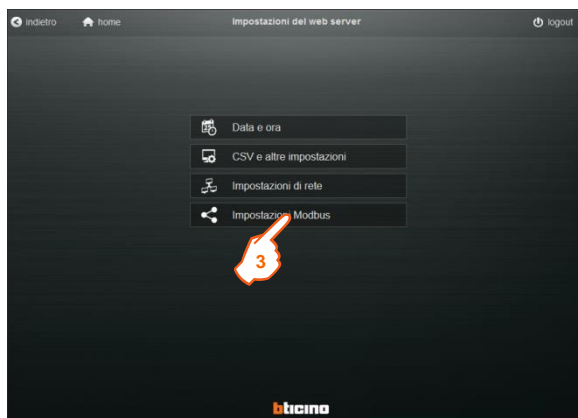 indietro home Impostazioni del web server logout
Data e ora
CSV e altre impostazioni
Impostazioni di rete
Impostazioni Modbus
3
bticino